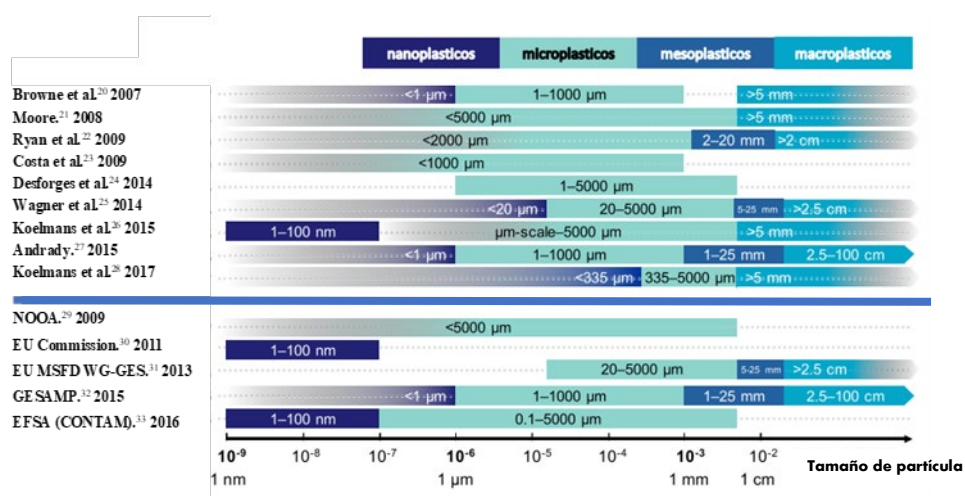 nanoplasticos microplasticos mesoplasticos macroplasticos
Browne et al.²⁰ 2007 <1 μm 1–1000 μm >5 mm
Moore.²¹ 2008 <5000 μm >5 mm
Ryan et al.²² 2009 <2000 μm 2–20 mm >2 cm
Costa et al.²³ 2009 <1000 μm
Desforges et al.²⁴ 2014 1–5000 μm
Wagner et al.²⁵ 2014 <20 μm 20–5000 μm 5-25 mm >2.5 cm
Koelmans et al.²⁶ 2015 1–100 nm μm-scale–5000 μm >5 mm
Andrady.²⁷ 2015 <1 μm 1–1000 μm 1–25 mm 2.5–100 cm
Koelmans et al.²⁸ 2017 <335 μm 335–5000 μm >5 mm
NOOA.²⁹ 2009 <5000 μm
EU Commission.³⁰ 2011 1–100 nm
EU MSFD WG-GES.³¹ 2013 20–5000 μm 5-25 mm >2.5 cm
GESAMP.³² 2015 <1 μm 1–1000 μm 1–25 mm 2.5–100 cm
EFSA (CONTAM).³³ 2016 1–100 nm 0.1–5000 μm
10⁻⁹ 10⁻⁸ 10⁻⁷ 10⁻⁶ 10⁻⁵ 10⁻⁴ 10⁻³ 10⁻² Tamaño de partícula
1 nm 1 μm 1 mm 1 cm